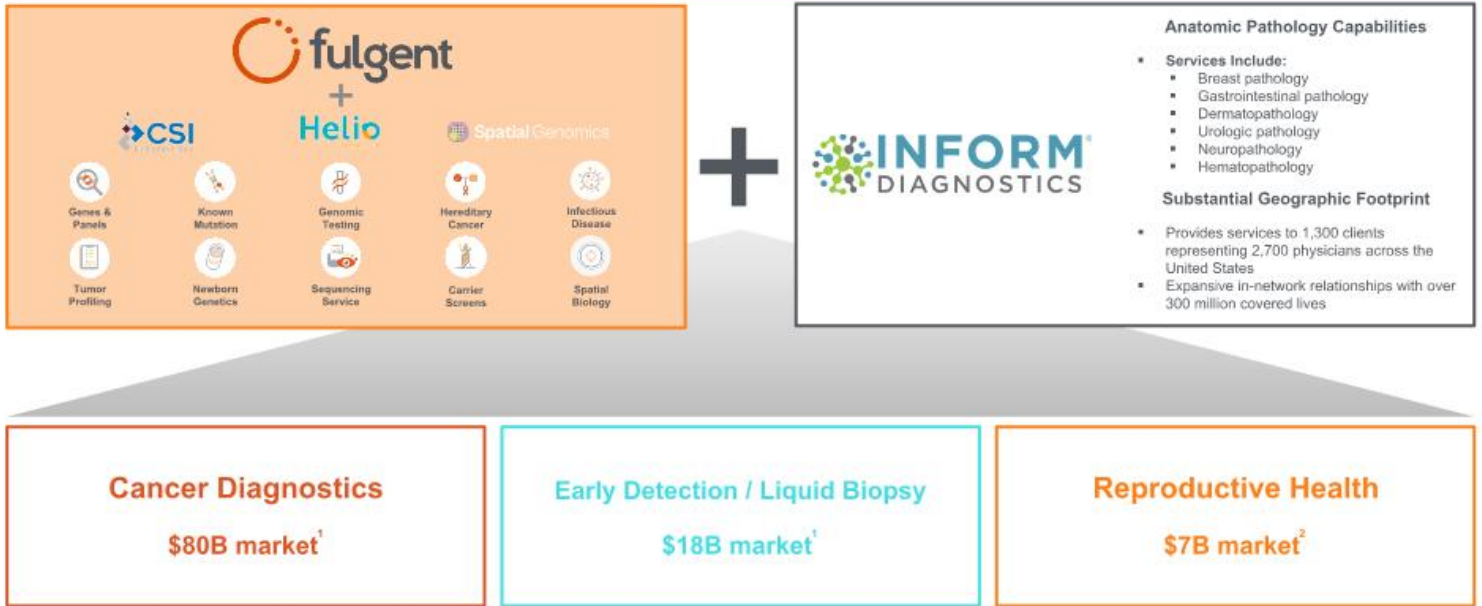 fulgent
+
CSI
Helio
Spatial Genomics
Genes &
Panels
Known
Mutation
Genomic
Testing
Hereditary
Cancer
Infectious
Disease
Tumor
Profiling
Newborn
Genetics
Sequencing
Service
Carrier
Screens
Spatial
Biology
+
INFORM
DIAGNOSTICS
Anatomic Pathology Capabilities
▪ Services Include:
▪ Breast pathology
▪ Gastrointestinal pathology
▪ Dermatopathology
▪ Urologic pathology
▪ Neuropathology
▪ Hematopathology
Substantial Geographic Footprint
▪ Provides services to 1,300 clients
representing 2,700 physicians across the
United States
▪ Expansive in-network relationships with over
300 million covered lives
Cancer Diagnostics
$80B market¹
Early Detection / Liquid Biopsy
$18B market¹
Reproductive Health
$7B market²